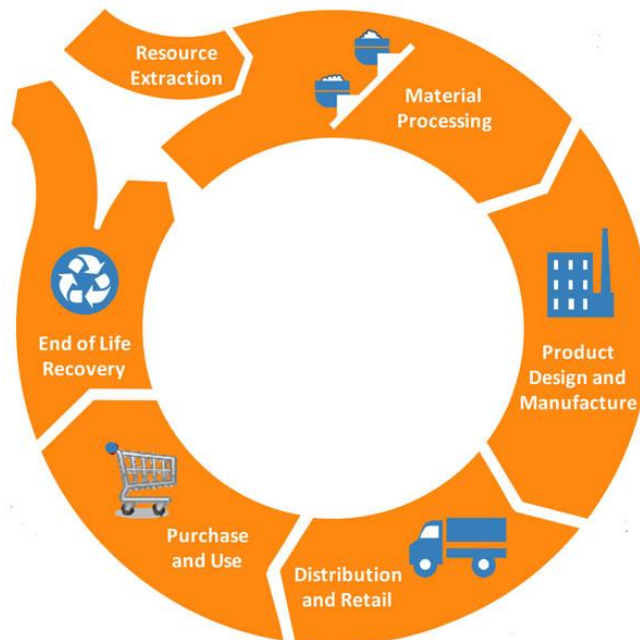 Resource
Extraction
Material
Processing
Product
Design and
Manufacture
Distribution
and Retail
Purchase
and Use
End of Life
Recovery